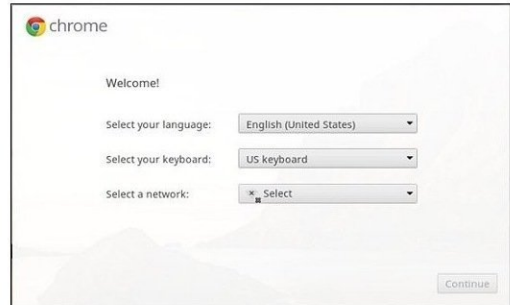 chrome
Welcome!
Select your language: English (United States)
Select your keyboard: US keyboard
Select a network: Select
Continue